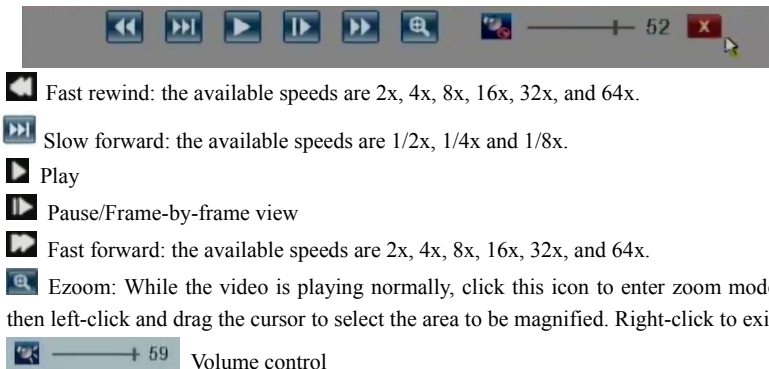 52 x
Fast rewind: the available speeds are 2x, 4x, 8x, 16x, 32x, and 64x.
Slow forward: the available speeds are 1/2x, 1/4x and 1/8x.
Play
Pause/Frame-by-frame view
Fast forward: the available speeds are 2x, 4x, 8x, 16x, 32x, and 64x.
Ezoom: While the video is playing normally, click this icon to enter zoom mod
then left-click and drag the cursor to select the area to be magnified. Right-click to exi
59 Volume control